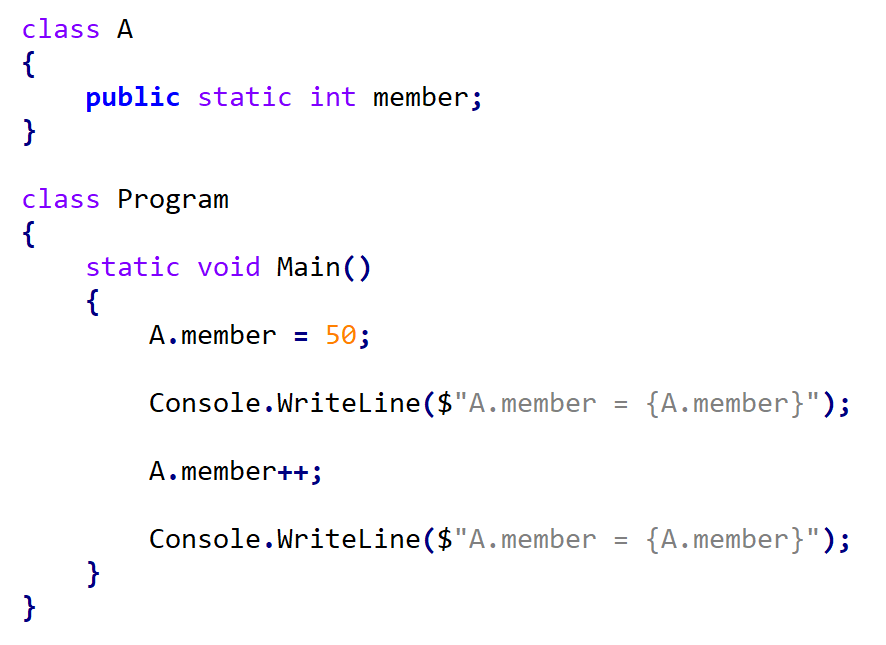 class A
{
    public static int member;
}

class Program
{
    static void Main()
    {
        A.member = 50;

        Console.WriteLine($"A.member = {A.member}");

        A.member++;

        Console.WriteLine($"A.member = {A.member}");
    }
}